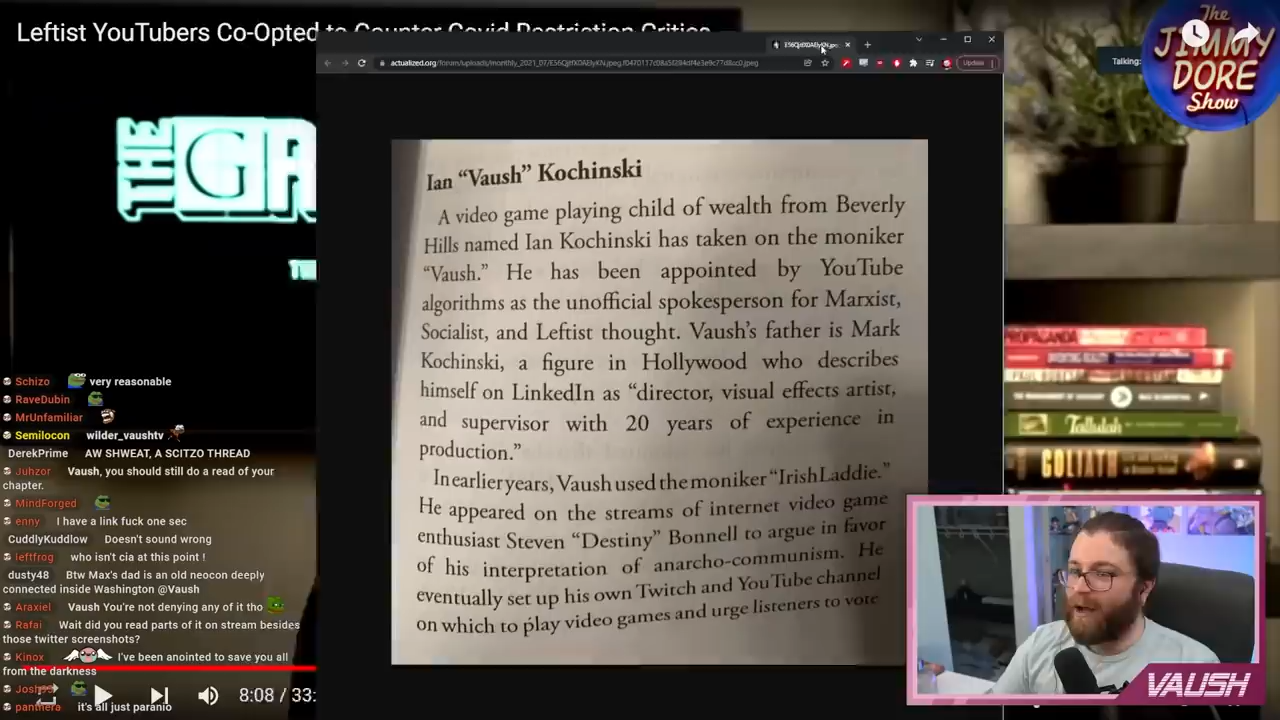 Leftist YouTubers Co-Opted to Counter Covid Restriction Critics
The
JIMMY
DORE
Show
Talking:
Update
THE GR
Ian “Vaush” Kochinski
A video game playing child of wealth from Beverly
Hills named Ian Kochinski has taken on the moniker
“Vaush.” He has been appointed by YouTube
algorithms as the unofficial spokesperson for Marxist,
Socialist, and Leftist thought. Vaush’s father is Mark
Kochinski, a figure in Hollywood who describes
himself on LinkedIn as “director, visual effects artist,
and supervisor with 20 years of experience in
production.”
In earlier years, Vaush used the moniker “IrishLaddie.”
He appeared on the streams of internet video game
enthusiast Steven “Destiny” Bonnell to argue in favor
of his interpretation of anarcho-communism. He
eventually set up his own Twitch and YouTube channel
on which to play video games and urge listeners to vote
Schizo very reasonable
RaveDubin
MrUnfamiliar
Semilocon wilder_vaushtv
DerekPrime AW SHWEAT, A SCITZO THREAD
Juhzor Vaush, you should still do a read of your
chapter.
MindForged
enny I have a link fuck one sec
CuddlyKuddlow Doesn't sound wrong
leftfrog who isn't cia at this point !
dusty48 Btw Max's dad is an old neocon deeply
connected inside Washington @Vaush
Araxiel Vaush You're not denying any of it tho
Rafai Wait did you read parts of it on stream besides
those twitter screenshots?
Kinox I've been anointed to save you all
from the darkness
panthera it's all just paranio
8:08 / 33:
PROPAGANDA
Tallulah
GOLIATH
VAUSH